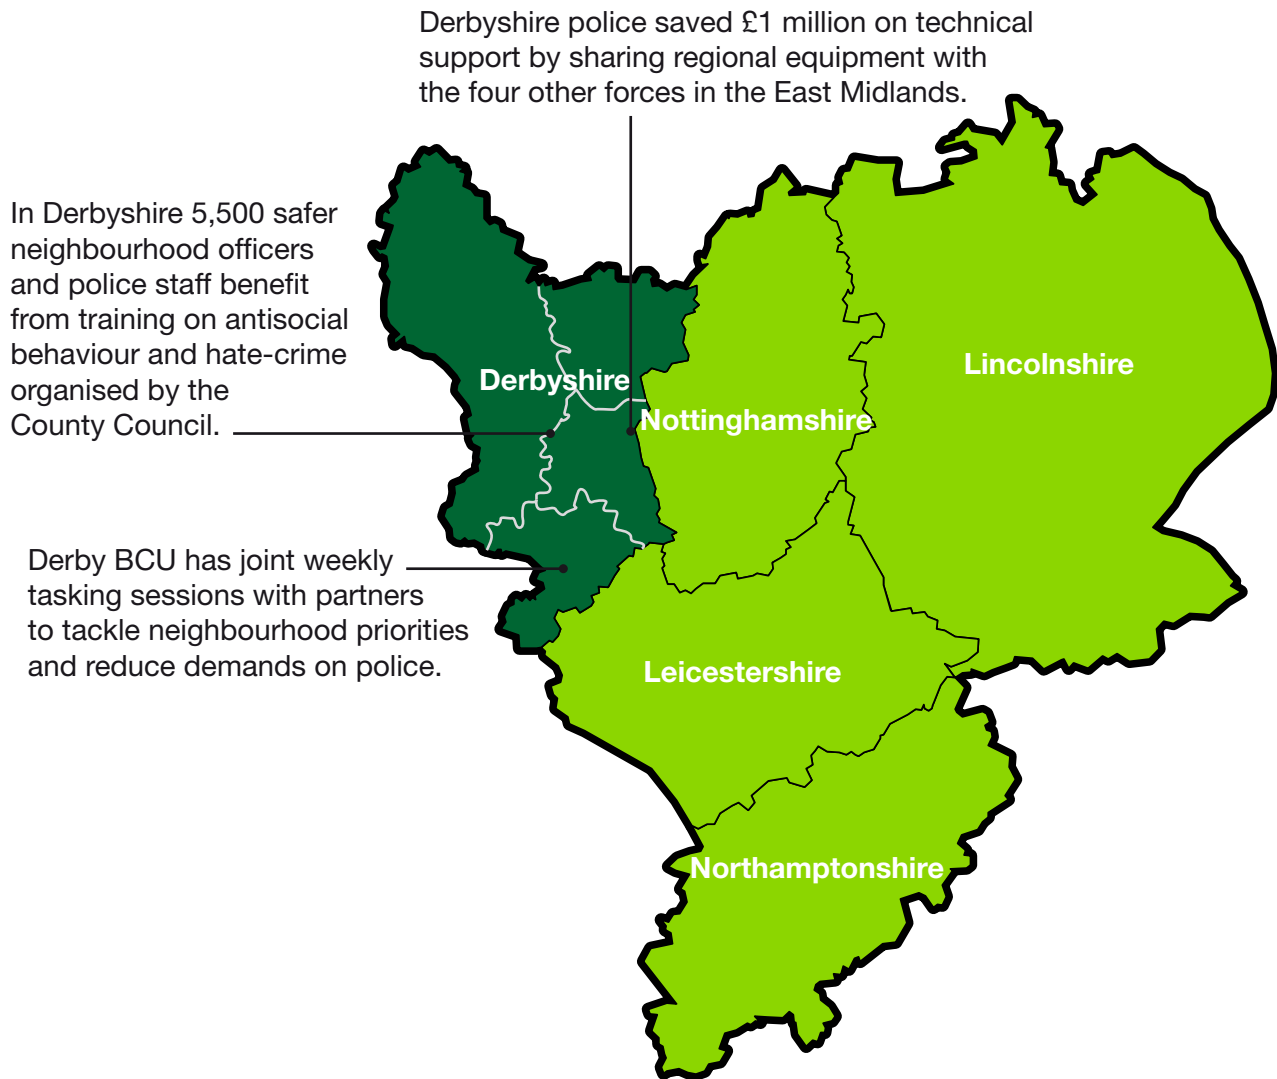 Derbyshire police saved £1 million on technical
support by sharing regional equipment with
the four other forces in the East Midlands.
In Derbyshire 5,500 safer
neighbourhood officers
and police staff benefit
from training on antisocial
behaviour and hate-crime
organised by the
County Council.
Derbyshire
Nottinghamshire
Lincolnshire
Derby BCU has joint weekly
tasking sessions with partners
to tackle neighbourhood priorities
and reduce demands on police.
Leicestershire
Northamptonshire